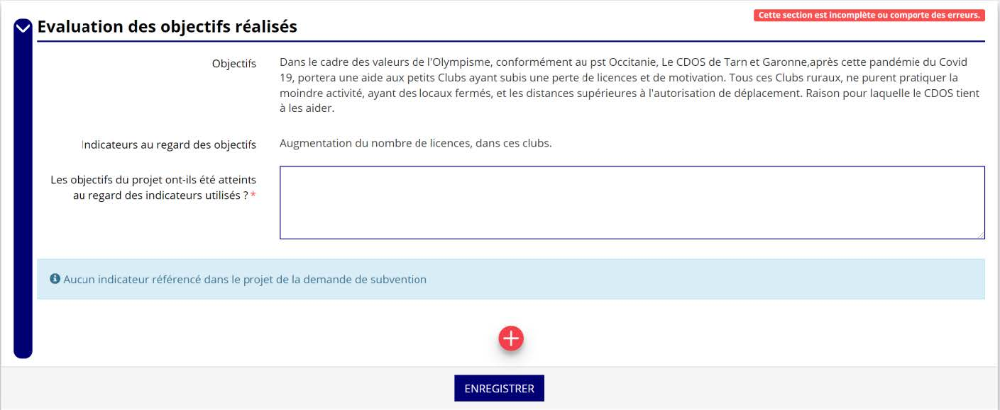 Cette section est incomplète ou comporte des erreurs.
Evaluation des objectifs réalisés
Objectifs
Dans le cadre des valeurs de l'Olympisme, conformément au pst Occitanie, Le CDOS de Tarn et Garonne,après cette pandémie du Covid
19, portera une aide aux petits Clubs ayant subis une perte de licences et de motivation. Tous ces Clubs ruraux, ne purent pratiquer la
moindre activité, ayant des locaux fermés, et les distances supérieures à l'autorisation de déplacement. Raison pour laquelle le CDOS tient
à les aider.
Indicateurs au regard des objectifs
Augmentation du nombre de licences, dans ces clubs.
Les objectifs du projet ont-ils été atteints
au regard des indicateurs utilisés ? *
Aucun indicateur référencé dans le projet de la demande de subvention
ENREGISTRER